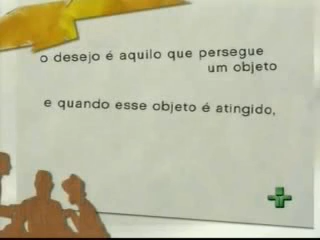 o desejo é aquilo que persegue
um objeto
e quando esse objeto é atingido,